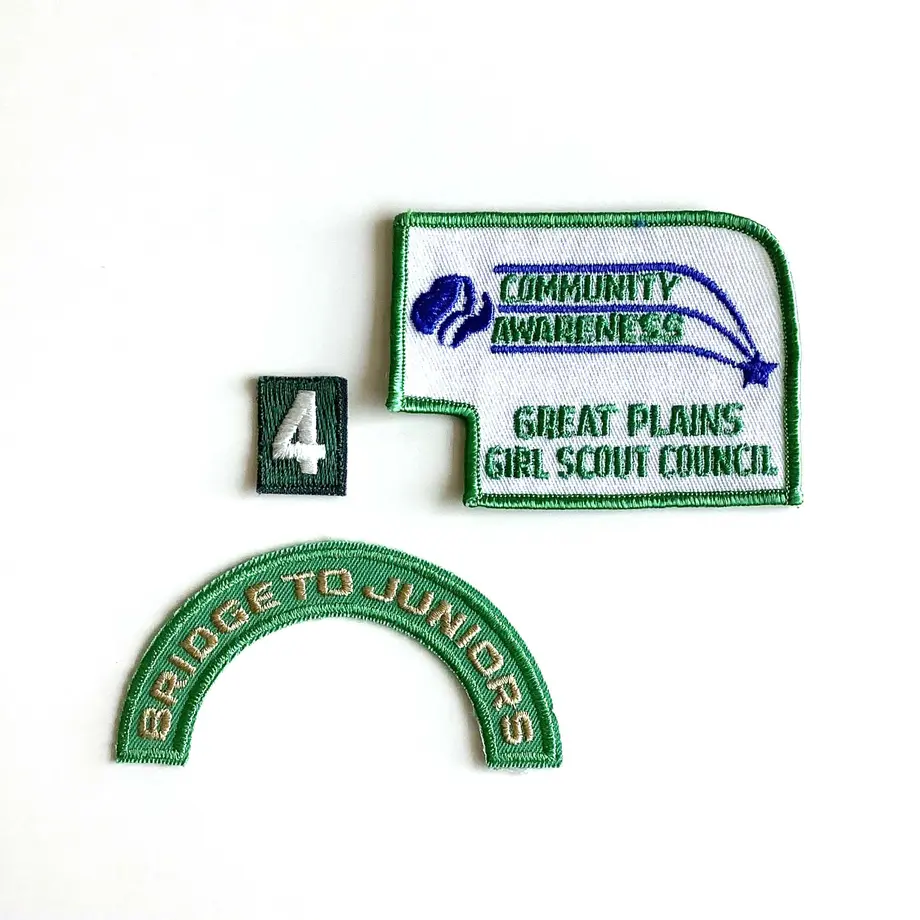 COMMUNITY
AWARENESS
GREAT PLAINS
GIRL SCOUT COUNCIL
4
BRIDGE TO JUNIORS